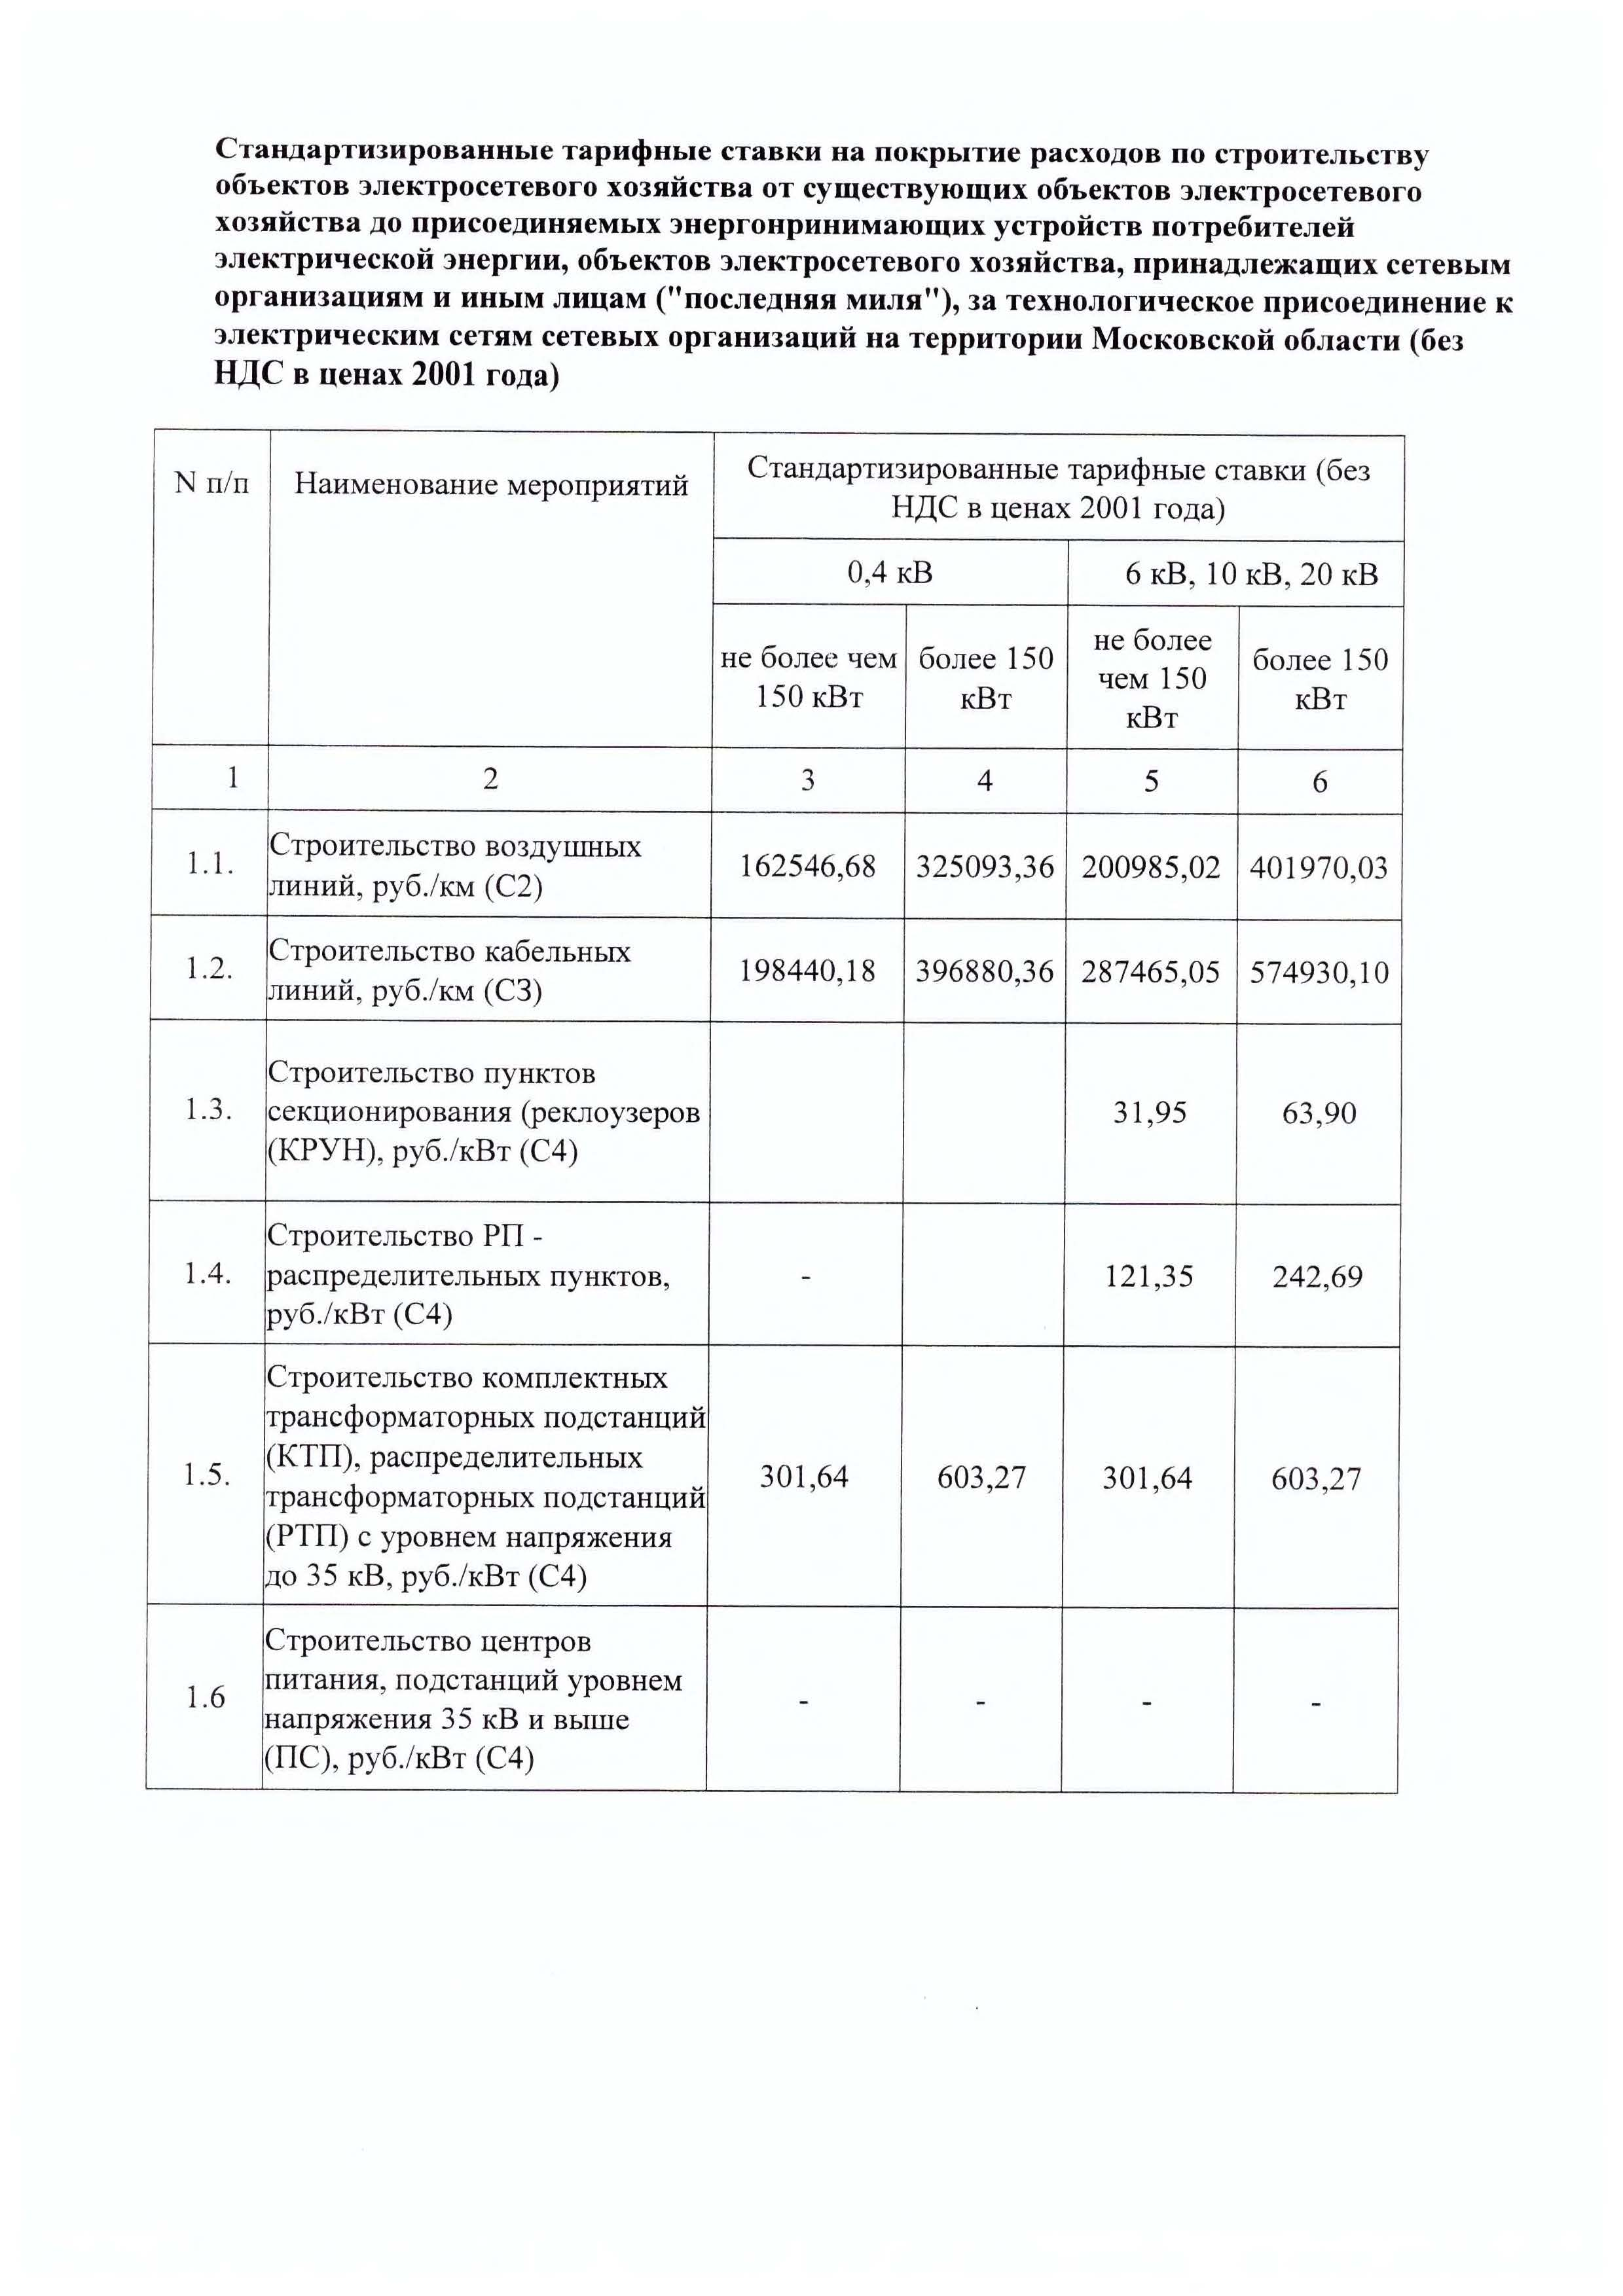 Стандартизированные тарифные ставки на покрытие расходов по строительству
объектов электросетевого хозяйства от существующих объектов электросетевого
хозяйства до присоединяемых энергонринимающих устройств потребителей
электрической энергии, объектов электросетевого хозяйства, принадлежащих сетевым
организациям и иным лицам ("последняя миля"), за технологическое присоединение к
электрическим сетям сетевых организаций на территории Московской области (без
НДС в ценах 2001 года)
N п/п
Наименование мероприятий
Стандартизированные тарифные ставки (без
НДС в ценах 2001 года)
0,4 кВ
6 кВ, 10 кВ, 20 кВ
не более чем
150 кВт
более 150
кВт
не более
чем 150
кВт
более 150
кВт
1 2 3 4 5 6
1.1.
Строительство воздушных
линий, руб./км (С2)
162546,68 325093,36 200985,02 401970,03
1.2.
Строительство кабельных
линий, руб./км (С3)
198440,18 396880,36 287465,05 574930,10
1.3.
Строительство пунктов
секционирования (реклоузеров
(КРУН), руб./кВт (С4)
31,95 63,90
1.4.
Строительство РП -
распределительных пунктов,
руб./кВт (С4)
- 121,35 242,69
1.5.
Строительство комплектных
трансформаторных подстанций
(КТП), распределительных
трансформаторных подстанций
(РТП) с уровнем напряжения
до 35 кВ, руб./кВт (С4)
301,64 603,27 301,64 603,27
1.6
Строительство центров
питания, подстанций уровнем
напряжения 35 кВ и выше
(ПС), руб./кВт (С4)
- - - -